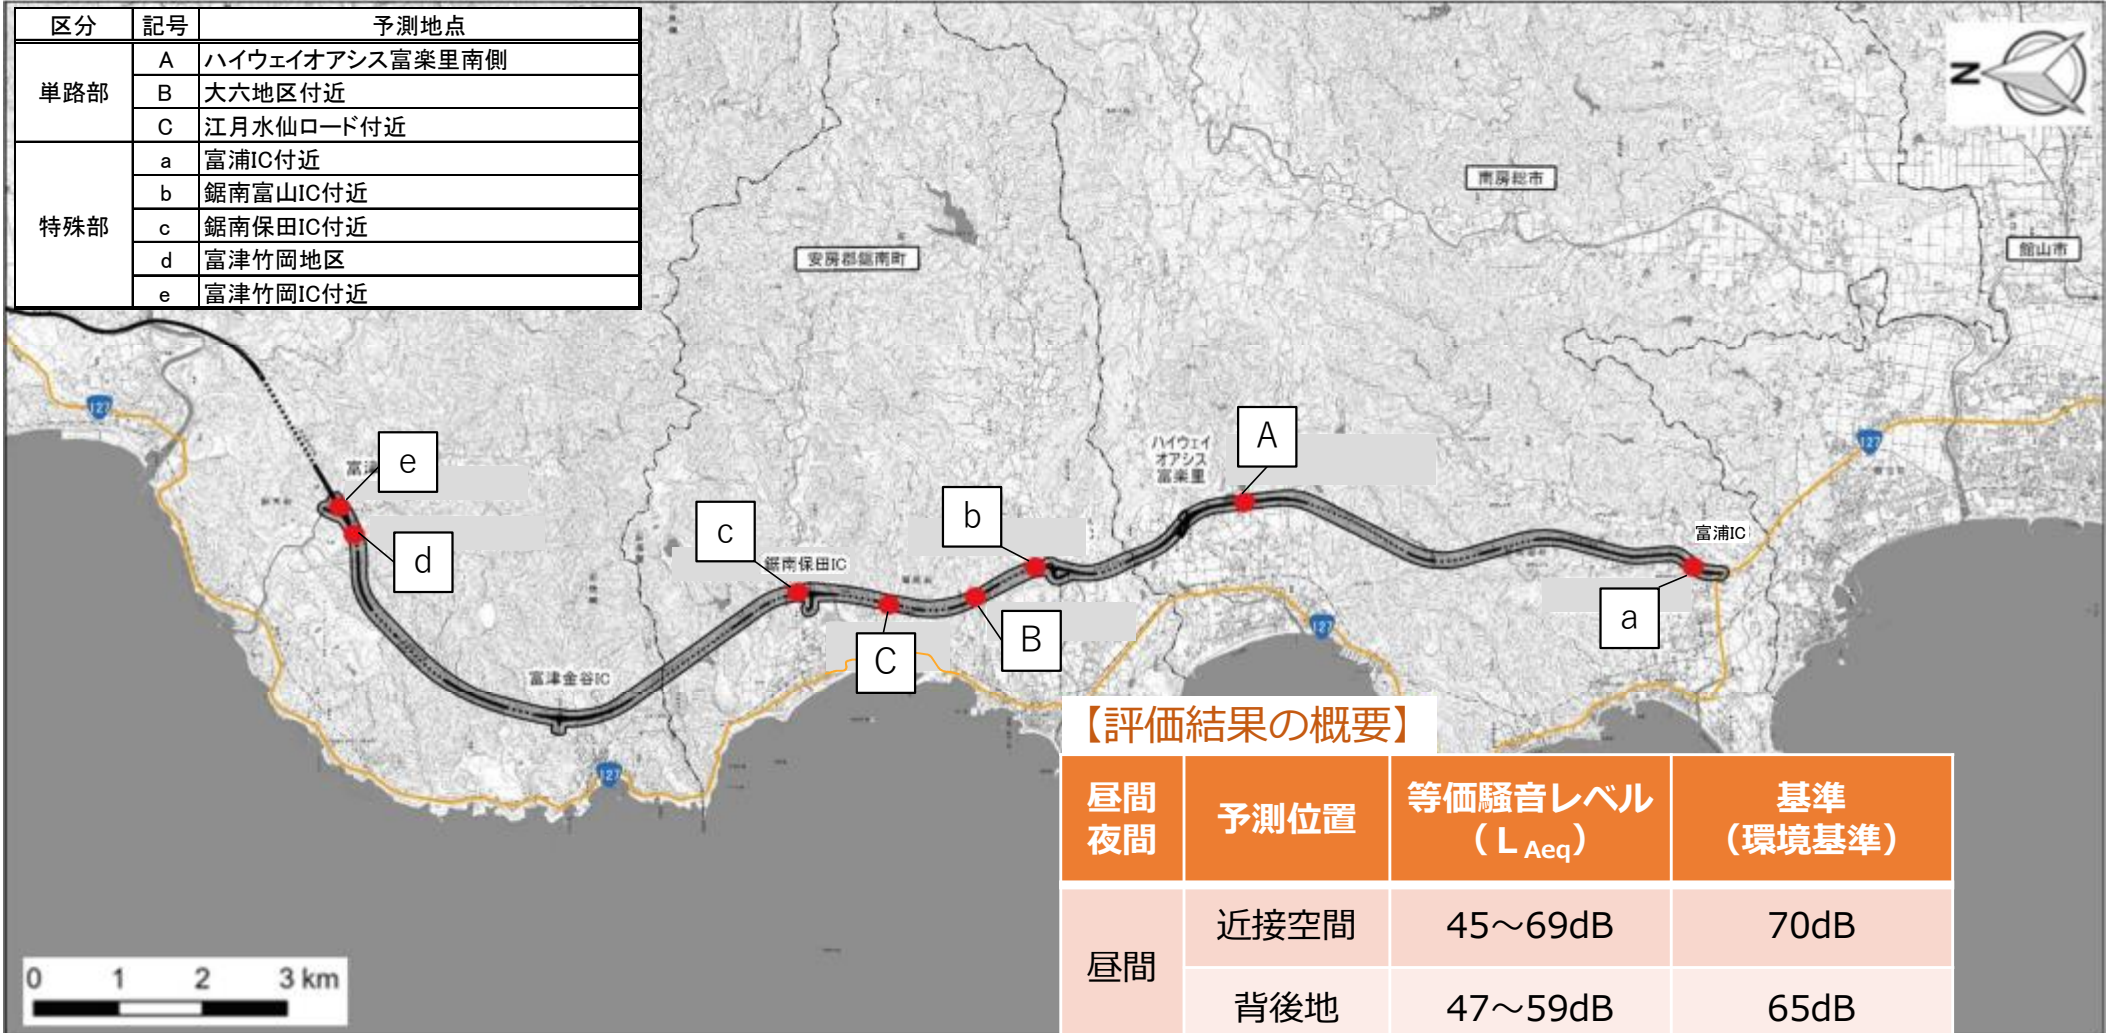 区分 記号 予測地点
単路部 A ハイウェイオアシス富楽里南側
B 大六地区付近
C 江月水仙ロード付近
特殊部 a 富浦IC付近
b 鋸南富山IC付近
c 鋸南保田IC付近
d 富津竹岡地区
e 富津竹岡IC付近
N
南房総市
館山市
安房郡鋸南町
127
127
127
127
ハイウェイ
オアシス
富楽里
A
e
d
c
b
C
B
a
鋸南保田IC
富浦IC
富津金谷IC
【評価結果の概要】
昼間
夜間
予測位置
等価騒音レベル
(LAeq)
基準
(環境基準)
昼間
近接空間 45～69dB 70dB
背後地 47～59dB 65dB
0 1 2 3 km